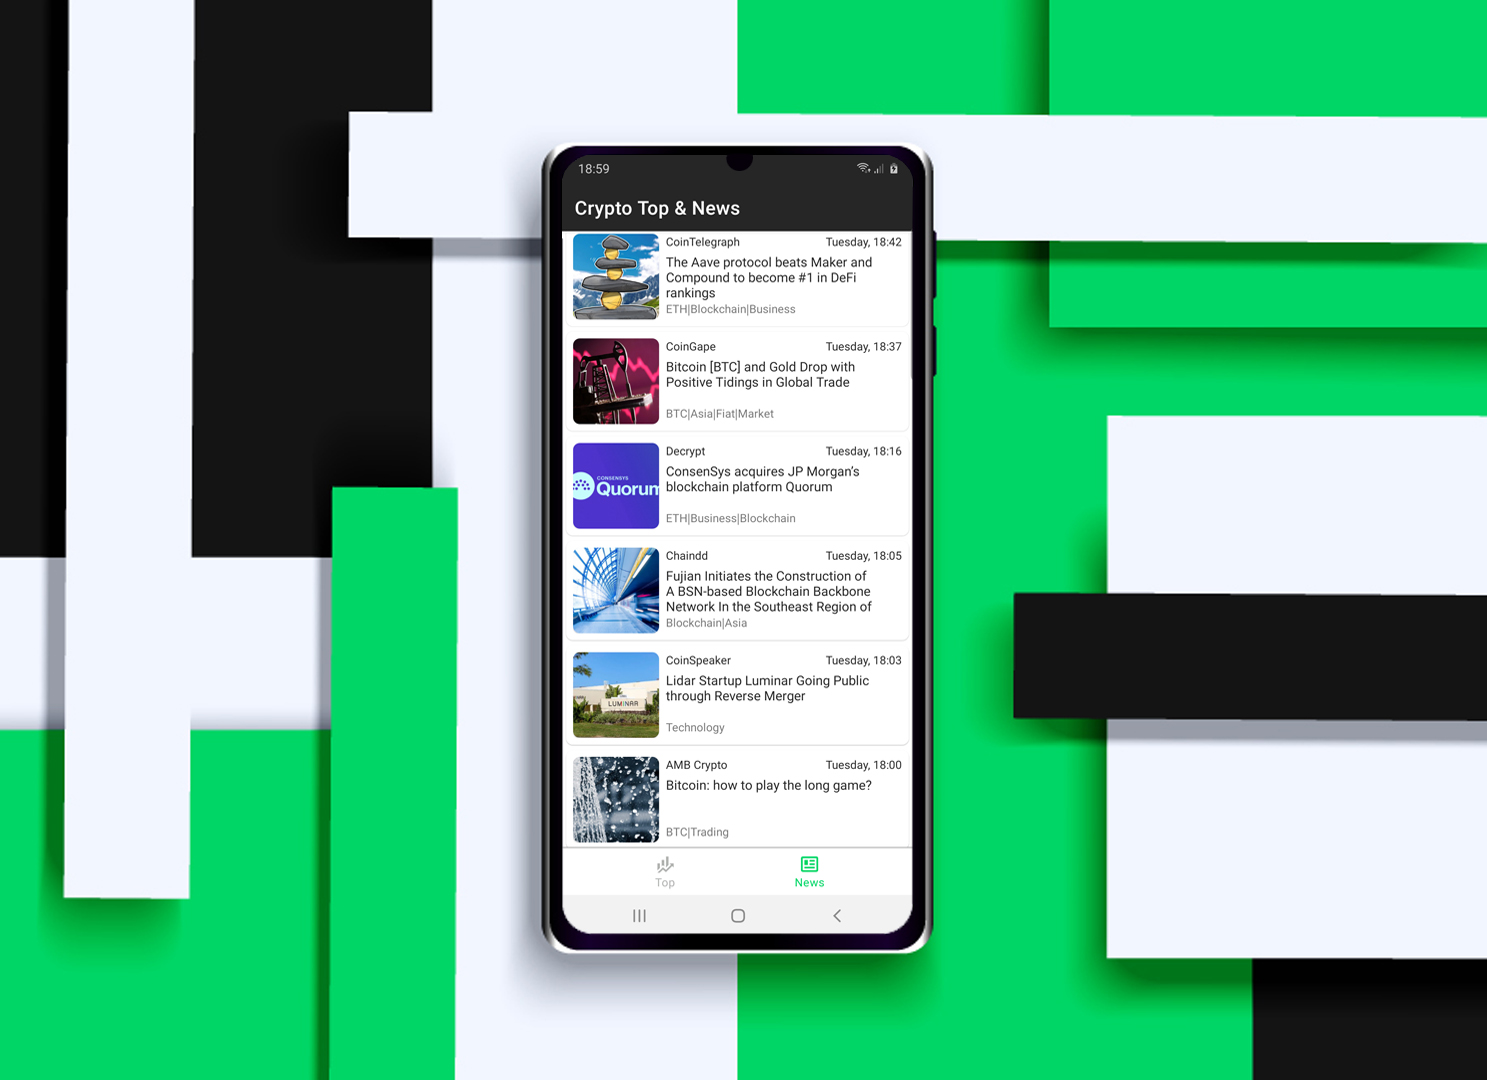 18:59
Crypto Top & News
CoinTelegraph Tuesday, 18:42
The Aave protocol beats Maker and
Compound to become #1 in DeFi
rankings
ETH|Blockchain|Business
CoinGape Tuesday, 18:37
Bitcoin [BTC] and Gold Drop with
Positive Tidings in Global Trade
BTC|Asia|Fiat|Market
Decrypt Tuesday, 18:16
CONSENSYS
Quorum
ConsenSys acquires JP Morgan’s
blockchain platform Quorum
ETH|Business|Blockchain
Chaindd Tuesday, 18:05
Fujian Initiates the Construction of
A BSN-based Blockchain Backbone
Network In the Southeast Region of
Blockchain|Asia
CoinSpeaker Tuesday, 18:03
Lidar Startup Luminar Going Public
through Reverse Merger
LUMINAR
Technology
AMB Crypto Tuesday, 18:00
Bitcoin: how to play the long game?
BTC|Trading
Top
News